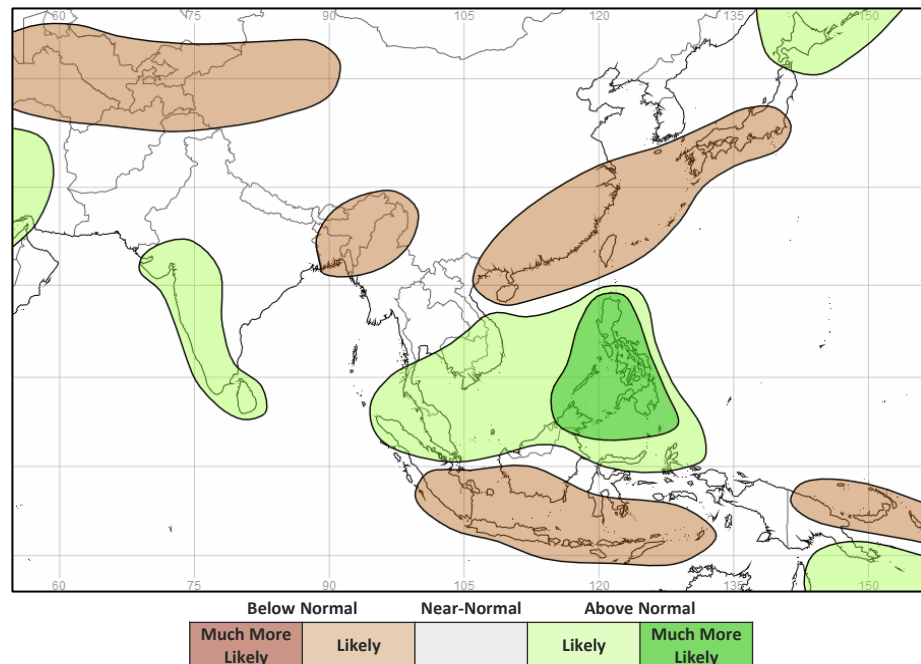 60 75 90 105 120 135 150
60 75 90 105 120 135 150
Below Normal Near-Normal Above Normal
Much More Likely Likely Much More
Likely Likely